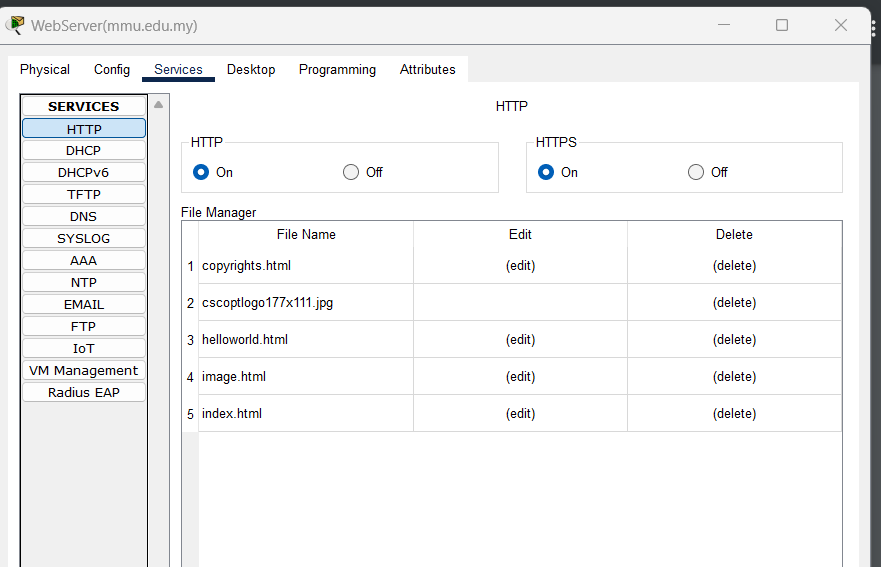 WebServer(mmu.edu.my)
Physical Config Services Desktop Programming Attributes
SERVICES
HTTP
DHCP
DHCPv6
TFTP
DNS
SYSLOG
AAA
NTP
EMAIL
FTP
IoT
VM Management
Radius EAP
HTTP
HTTP
On Off
HTTPS
On Off
File Manager
File Name Edit Delete
1 copyrights.html (edit) (delete)
2 cscoptlogo177x111.jpg (delete)
3 helloworld.html (edit) (delete)
4 image.html (edit) (delete)
5 index.html (edit) (delete)